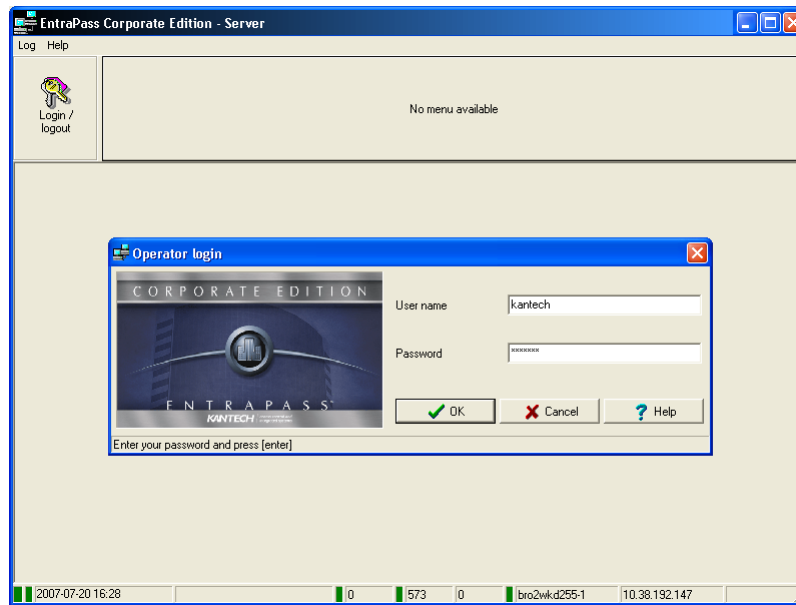 EntraPass Corporate Edition - Server
Log Help
Login / logout
No menu available
Operator login
CORPORATE EDITION
ENTRAPASS
KANTECH
User name
kantech
Password
*******
OK
Cancel
? Help
Enter your password and press [enter]
2007-07-20 16:28
0
573
0
bro2wkd255-1
10.38.192.147